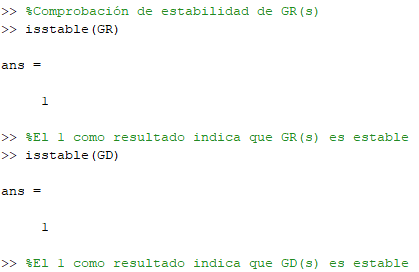 >> %Comprobación de estabilidad de GR(s)
>> isstable(GR)
ans =
1
>> %El 1 como resultado indica que GR(s) es estable
>> isstable(GD)
ans =
1
>> %El 1 como resultado indica que GD(s) es estable